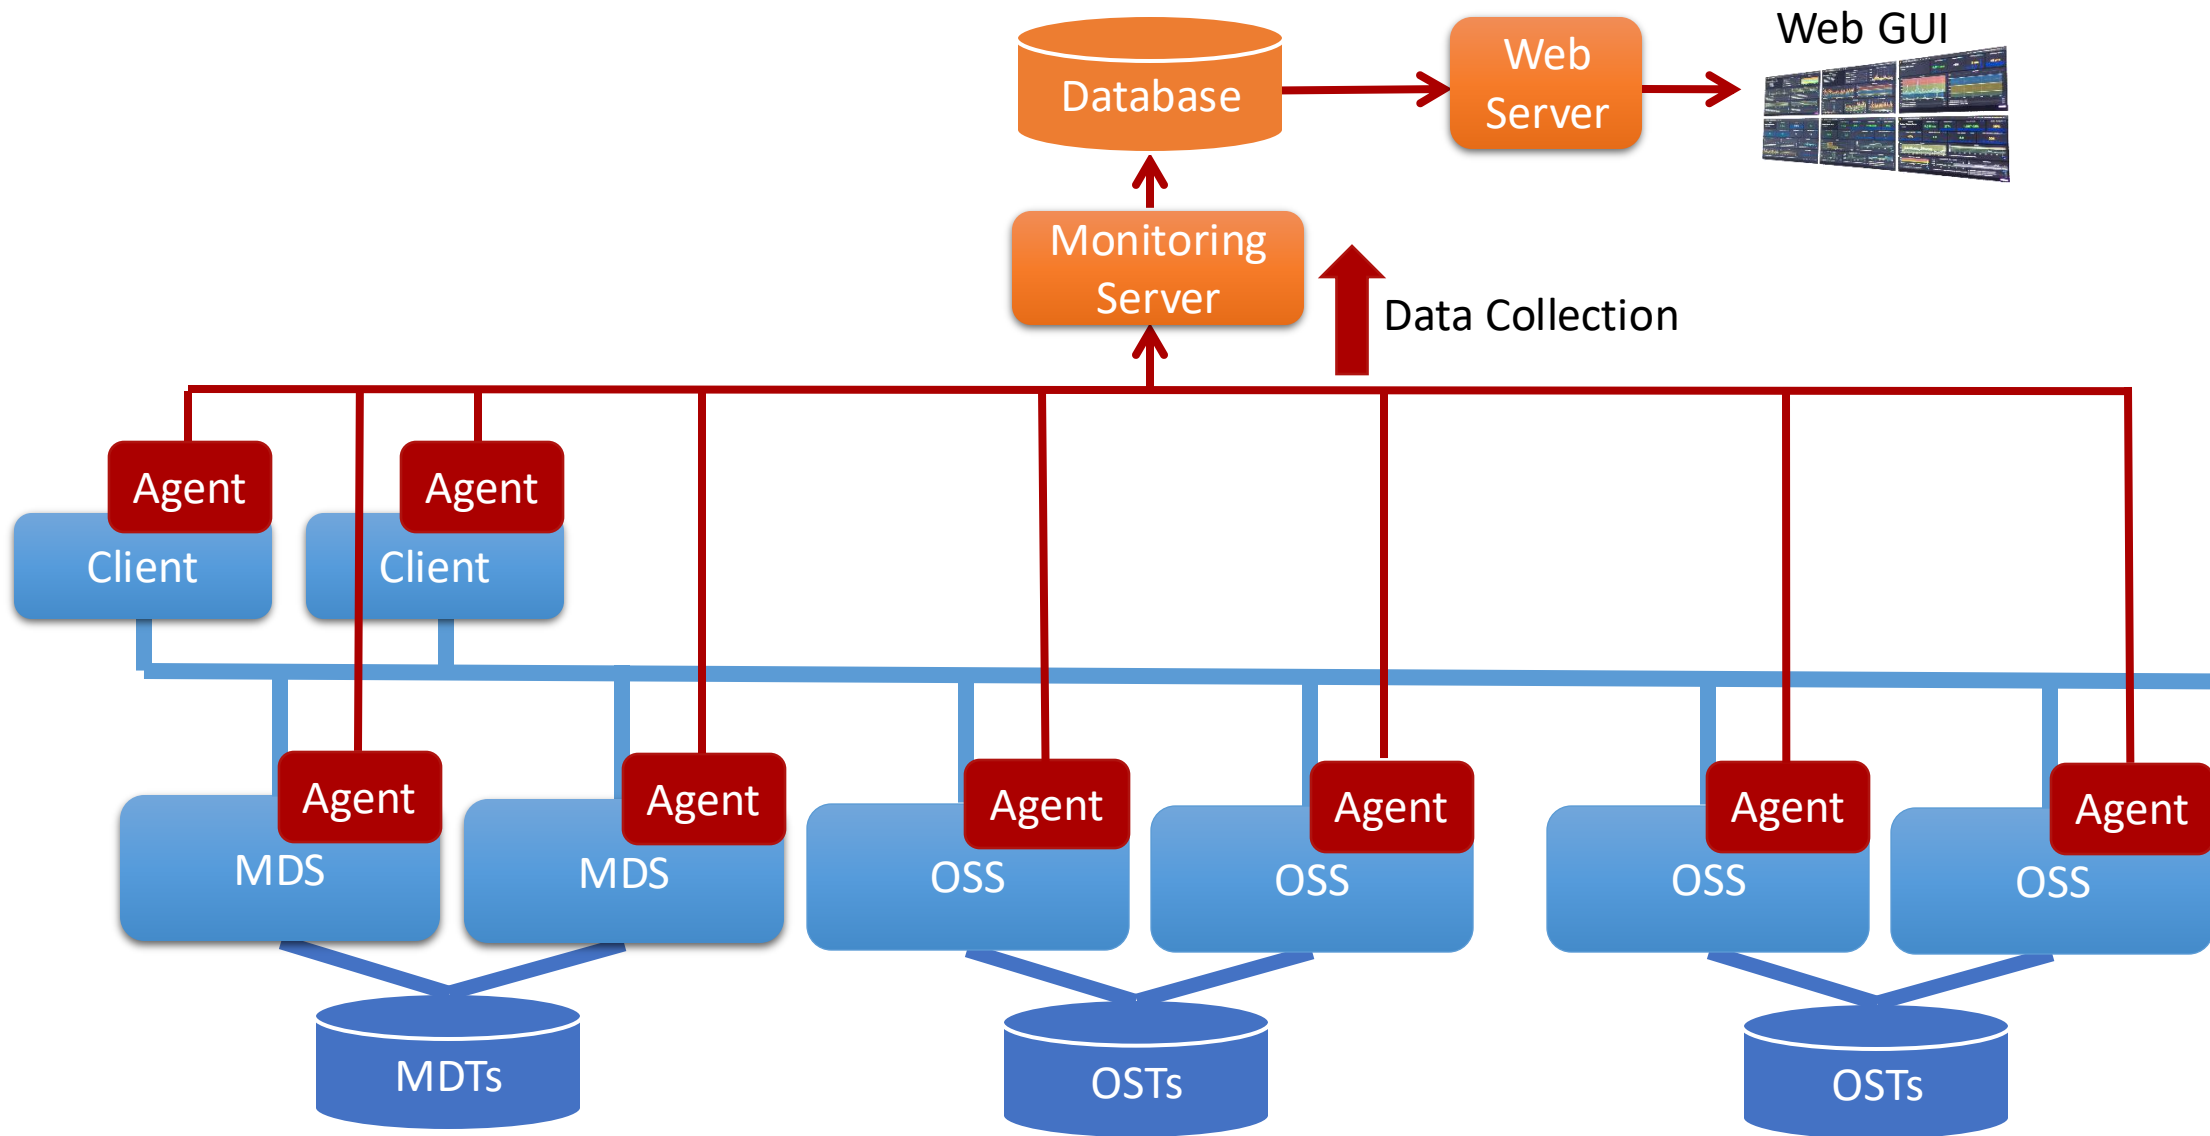 Web GUI
Database
Web
Server
Monitoring
Server
Data Collection
Agent
Agent
Client
Client
Agent
Agent
Agent
Agent
Agent
Agent
MDS
MDS
OSS
OSS
OSS
OSS
MDTs
OSTs
OSTs